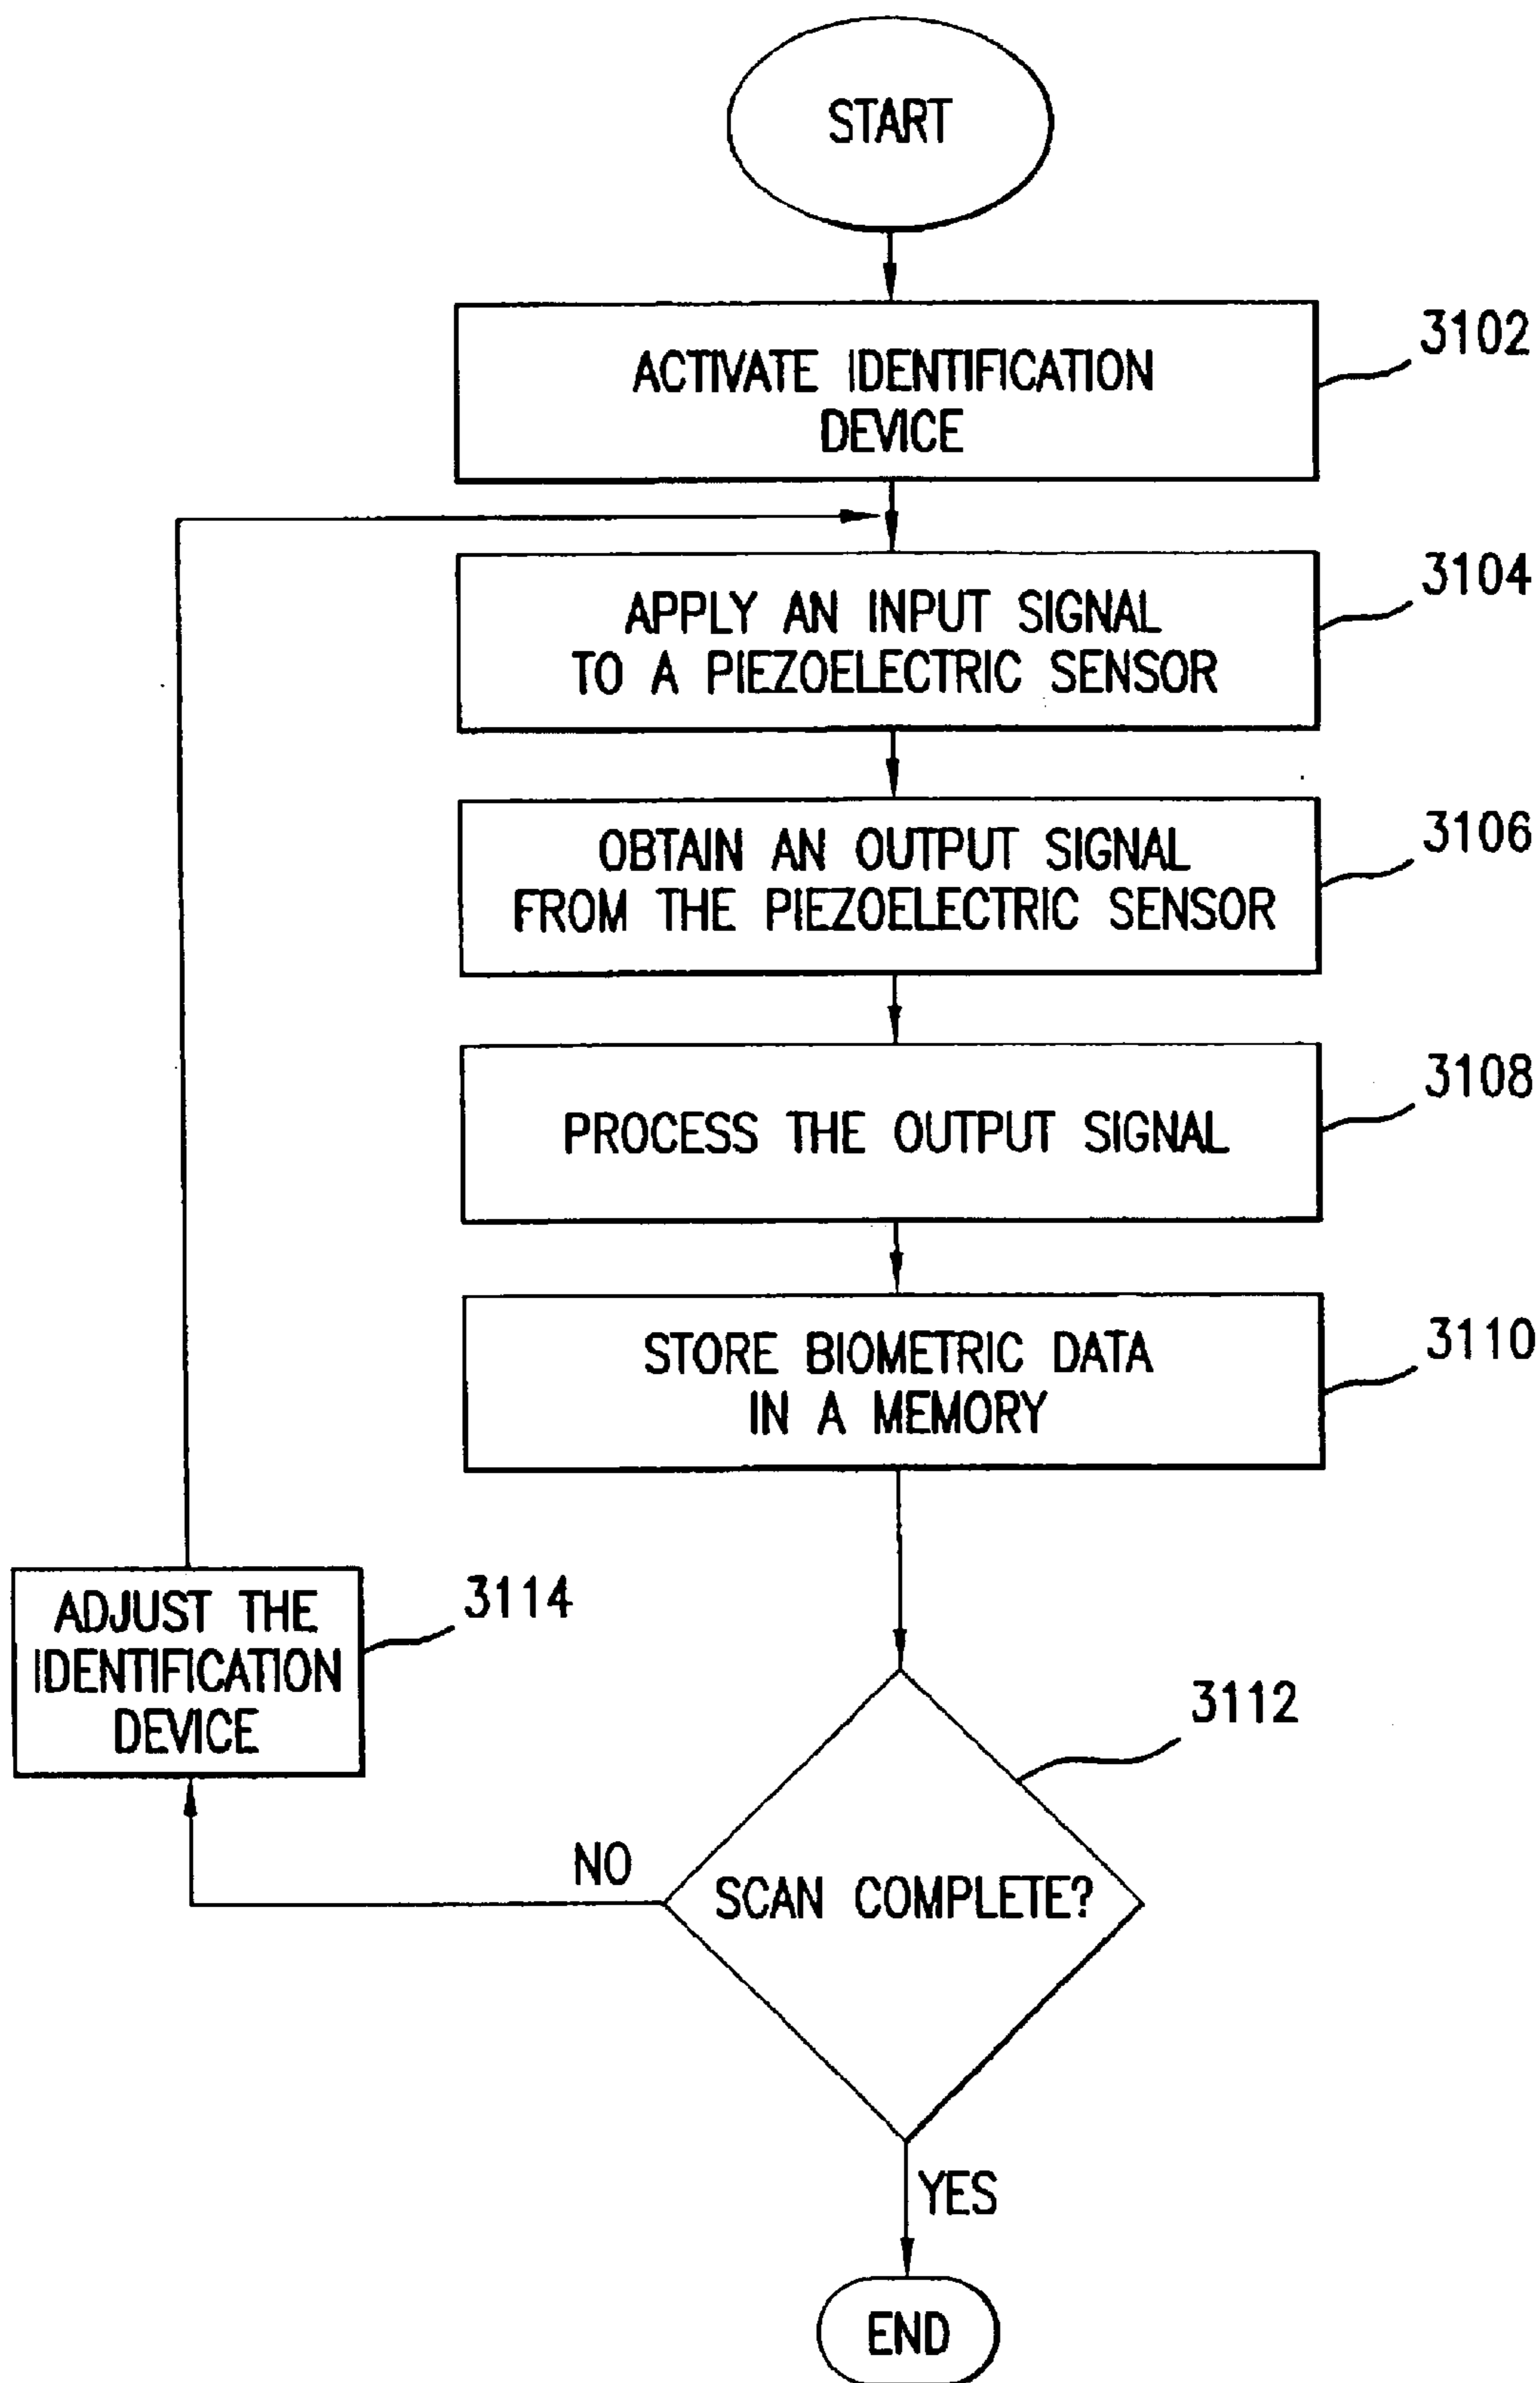 START
ACTIVATE IDENTIFICATION
DEVICE
3102
APPLY AN INPUT SIGNAL
TO A PIEZOELECTRIC SENSOR
3104
OBTAIN AN OUTPUT SIGNAL
FROM THE PIEZOELECTRIC SENSOR
3106
PROCESS THE OUTPUT SIGNAL
3108
STORE BIOMETRIC DATA
IN A MEMORY
3110
ADJUST THE
IDENTIFICATION
DEVICE
3114
3112
NO
SCAN COMPLETE?
YES
END